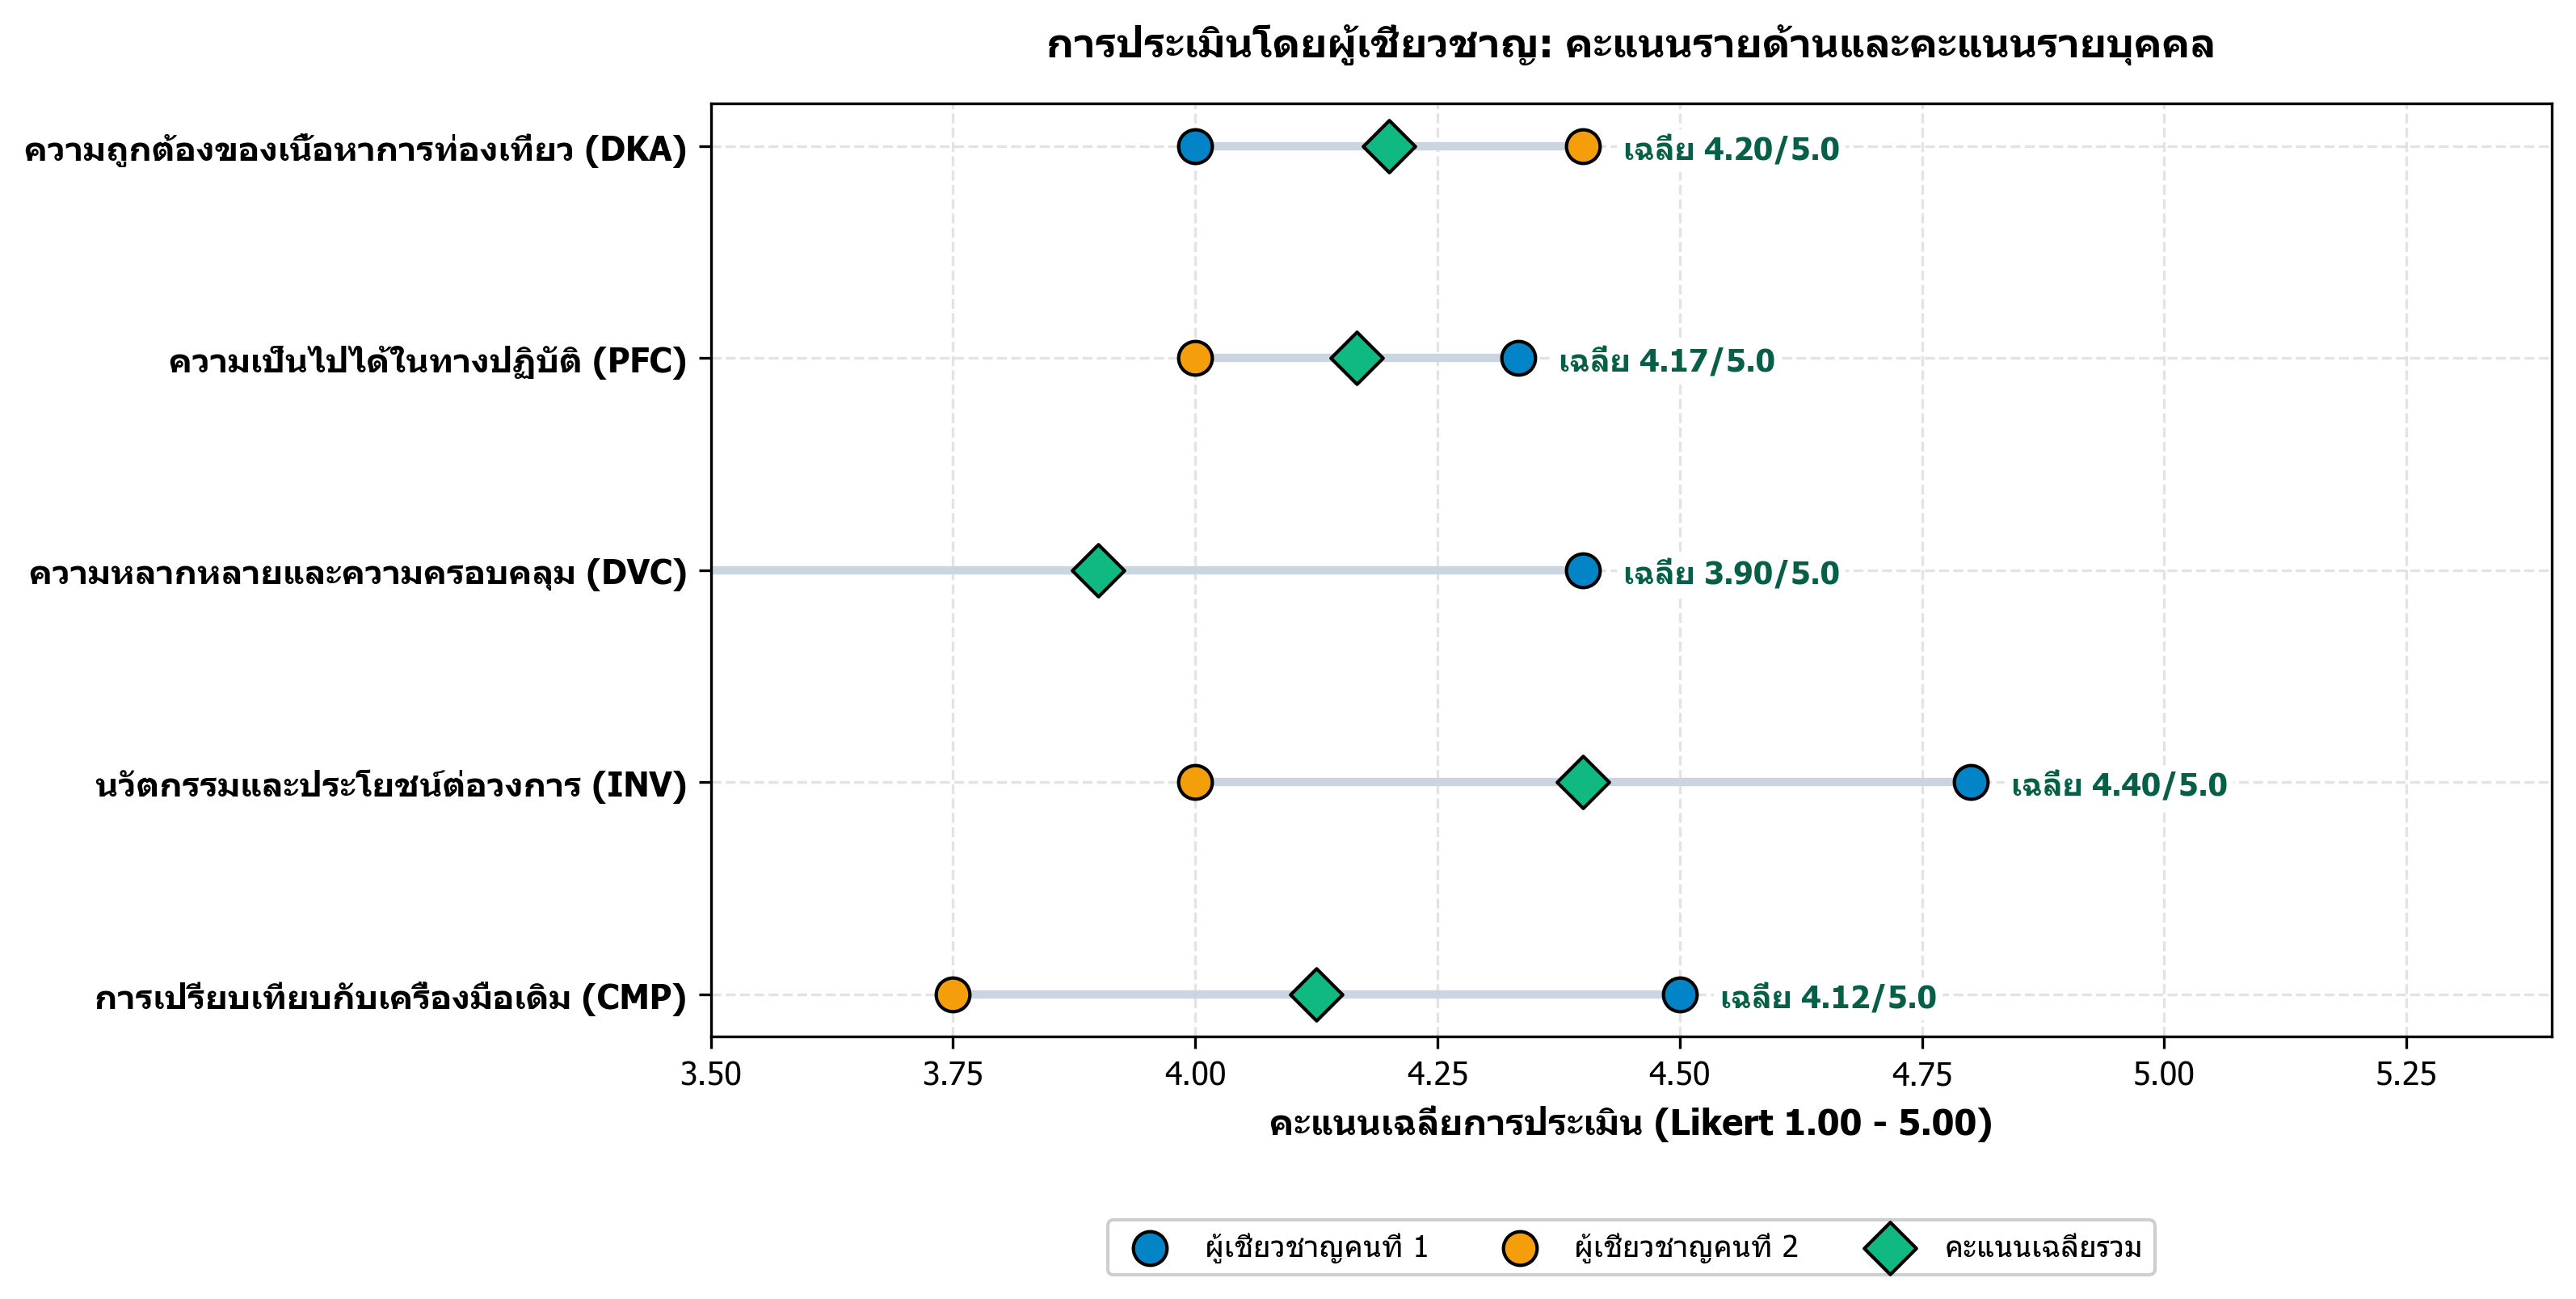 การประเมินโดยผู้เชี่ยวชาญ: คะแนนรายด้านและคะแนนรายบุคคล
ความถูกต้องของเนื้อหาการท่องเที่ยว (DKA)
เฉลี่ย 4.20/5.0
ความเป็นไปได้ในทางปฏิบัติ (PFC)
เฉลี่ย 4.17/5.0
ความหลากหลายและความครอบคลุม (DVC)
เฉลี่ย 3.90/5.0
นวัตกรรมและประโยชน์ต่อวงการ (INV)
เฉลี่ย 4.40/5.0
การเปรียบเทียบกับเครื่องมือเดิม (CMP)
เฉลี่ย 4.12/5.0
3.50 3.75 4.00 4.25 4.50 4.75 5.00 5.25
คะแนนเฉลี่ยการประเมิน (Likert 1.00 - 5.00)
ผู้เชี่ยวชาญคนที่ 1 ผู้เชี่ยวชาญคนที่ 2 คะแนนเฉลี่ยรวม